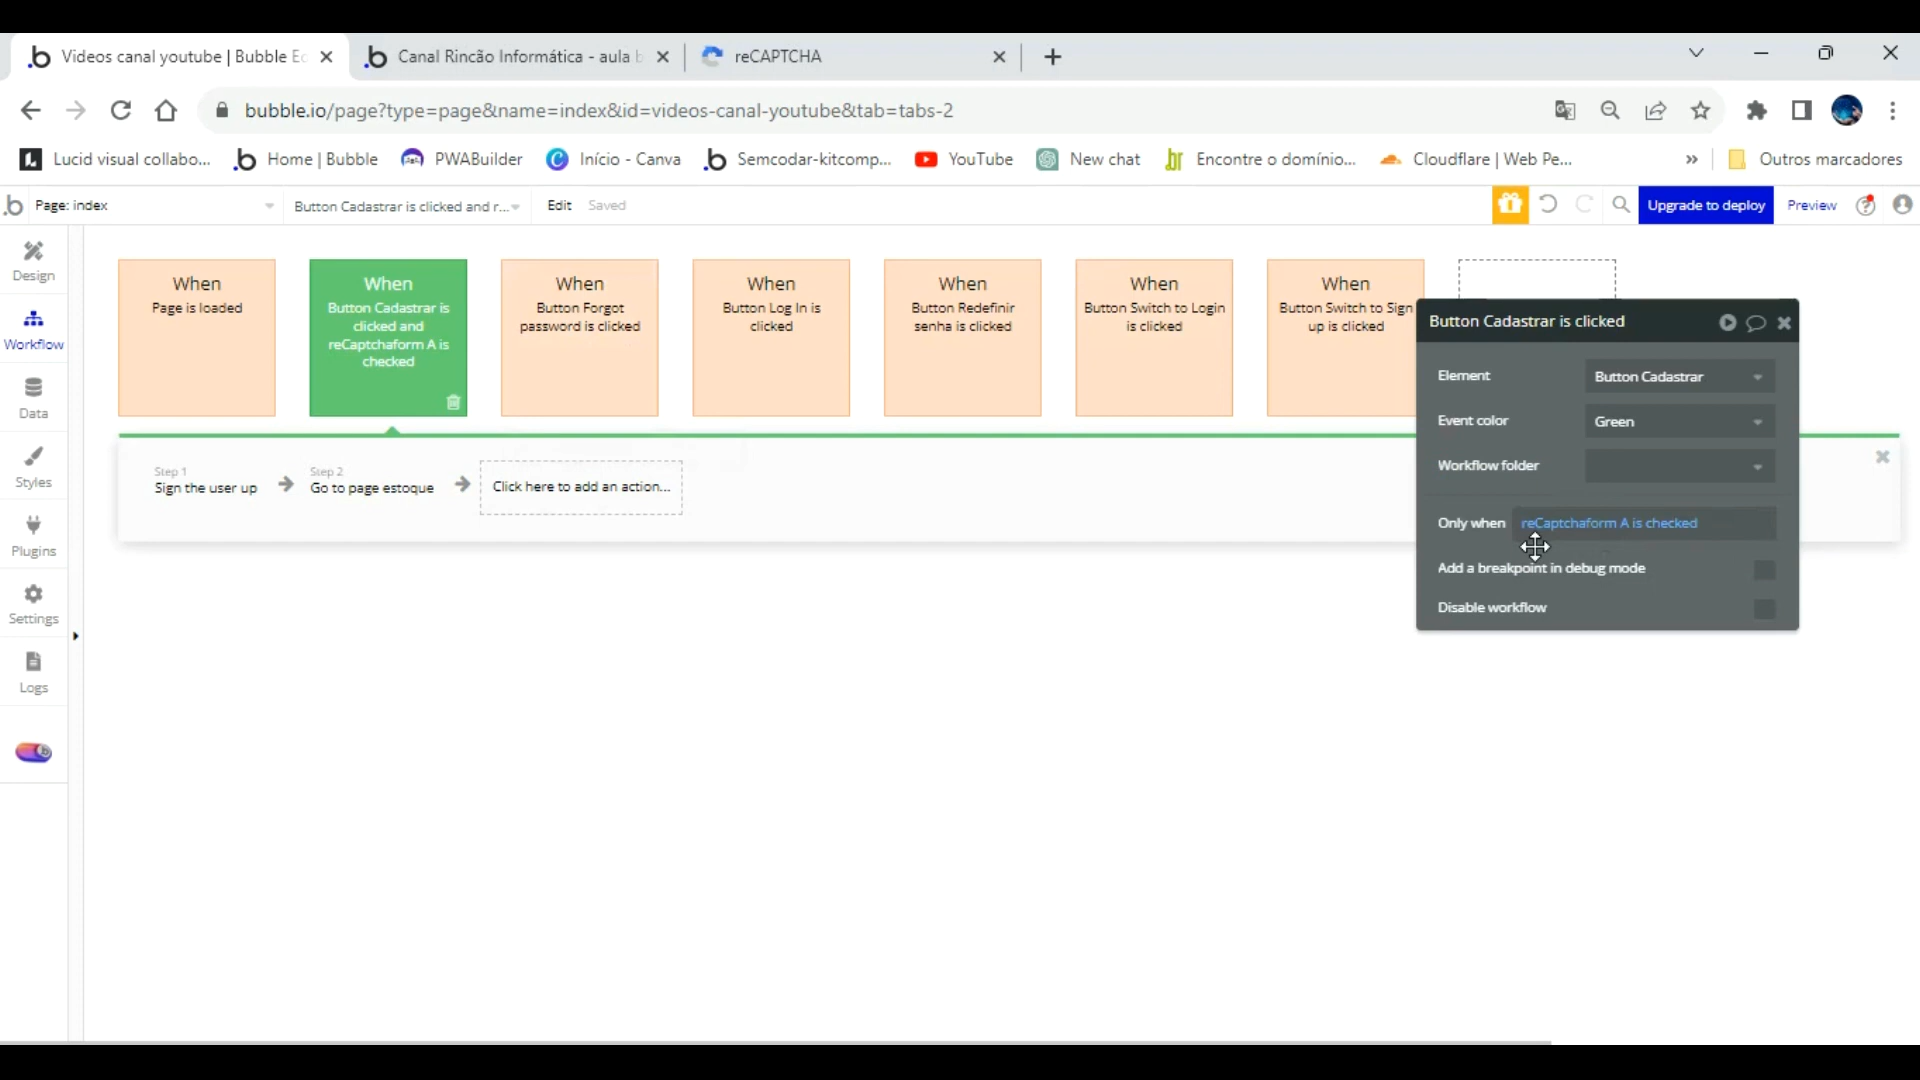 Videos canal youtube | Bubble Ec
Canal Rincão Informática - aula b
reCAPTCHA
bubble.io/page?type=page&name=index&id=videos-canal-youtube&tab=tabs-2
Lucid visual collabo...
Home | Bubble
PWABuilder
Início - Canva
Semcodar-kitcomp...
YouTube
New chat
Encontre o domínio...
Cloudflare | Web Pe...
»
Outros marcadores
Page: index
Button Cadastrar is clicked and r...
Edit
Saved
Upgrade to deploy
Preview
Design
Workflow
Data
Styles
Plugins
Settings
Logs
When
Page is loaded
When
Button Cadastrar is
clicked and
reCaptchaform A is
checked
When
Button Forgot
password is clicked
When
Button Log In is
clicked
When
Button Redefinir
senha is clicked
When
Button Switch to Login
is clicked
When
Button Switch to Sign
up is clicked
Step 1
Sign the user up
Step 2
Go to page estoque
Click here to add an action...
Button Cadastrar is clicked
Element
Button Cadastrar
Event color
Green
Workflow folder
Only when
reCaptchaform A is checked
Add a breakpoint in debug mode
Disable workflow